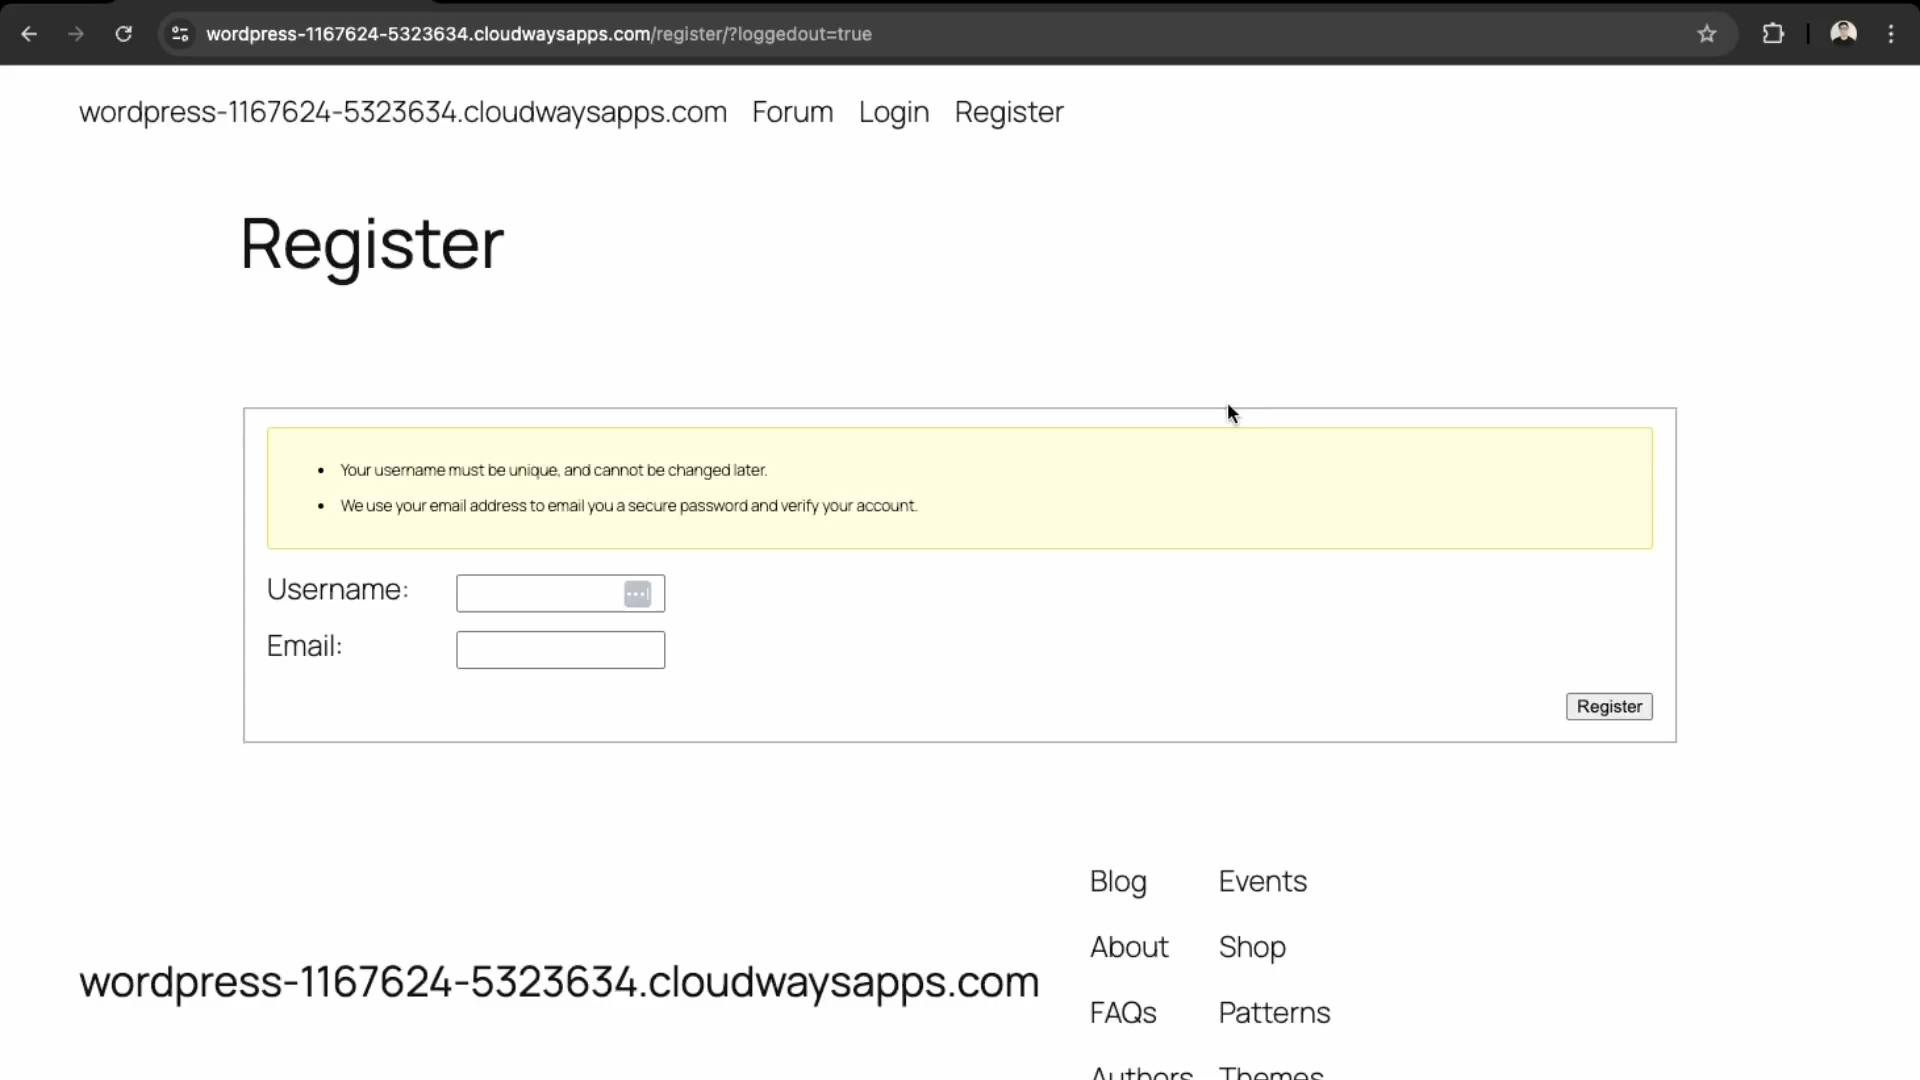 wordpress-1167624-5323634.cloudwaysapps.com/register/?loggedout=true
wordpress-1167624-5323634.cloudwaysapps.com Forum Login Register
Register
• Your username must be unique, and cannot be changed later.
• We use your email address to email you a secure password and verify your account.
Username:
Email:
Register
Blog Events
About Shop
wordpress-1167624-5323634.cloudwaysapps.com
FAQs Patterns
Authors Themes